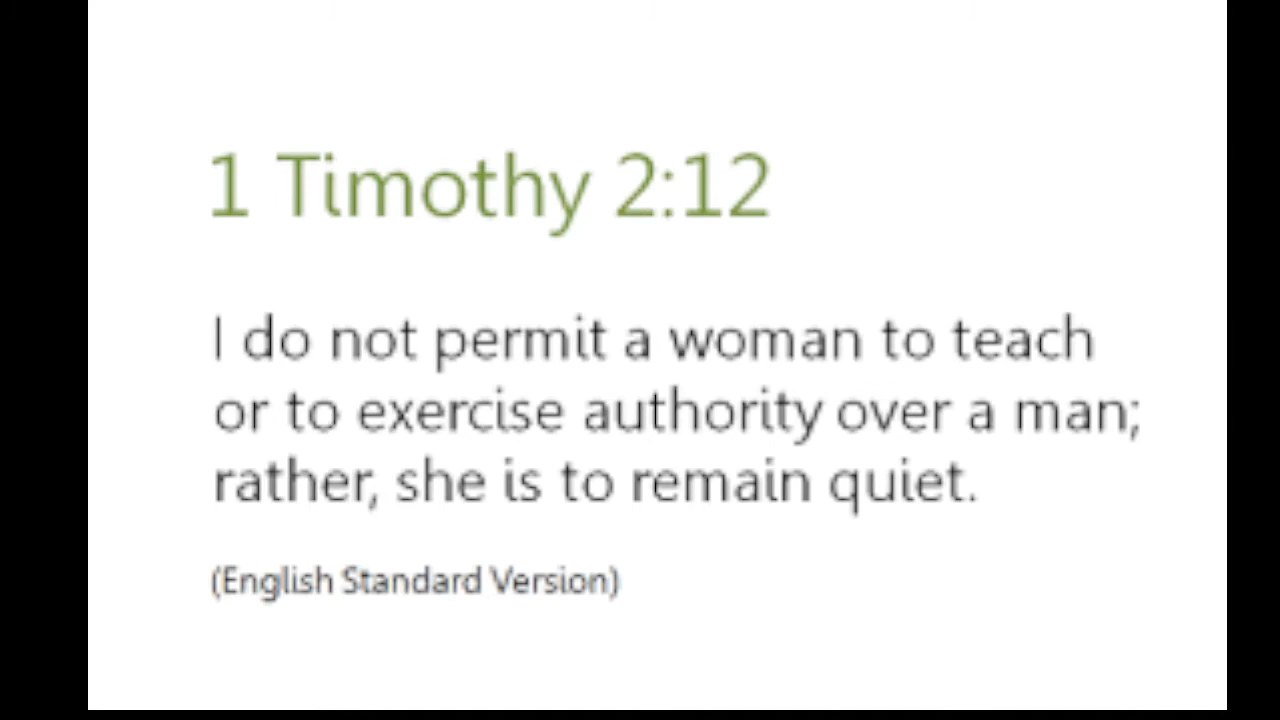 1 Timothy 2:12
I do not permit a woman to teach
or to exercise authority over a man;
rather, she is to remain quiet.
(English Standard Version)